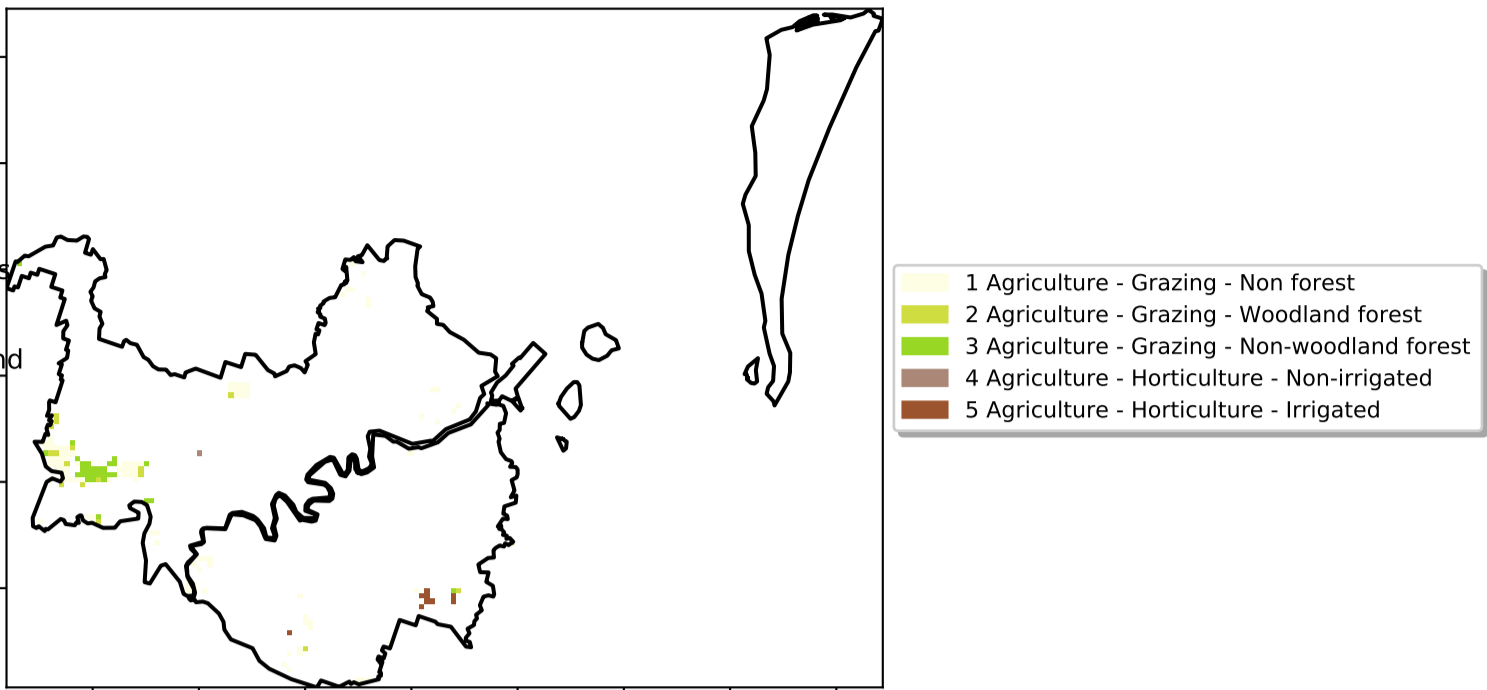 s
nd
1 Agriculture - Grazing - Non forest
2 Agriculture - Grazing - Woodland forest
3 Agriculture - Grazing - Non-woodland forest
4 Agriculture - Horticulture - Non-irrigated
5 Agriculture - Horticulture - Irrigated